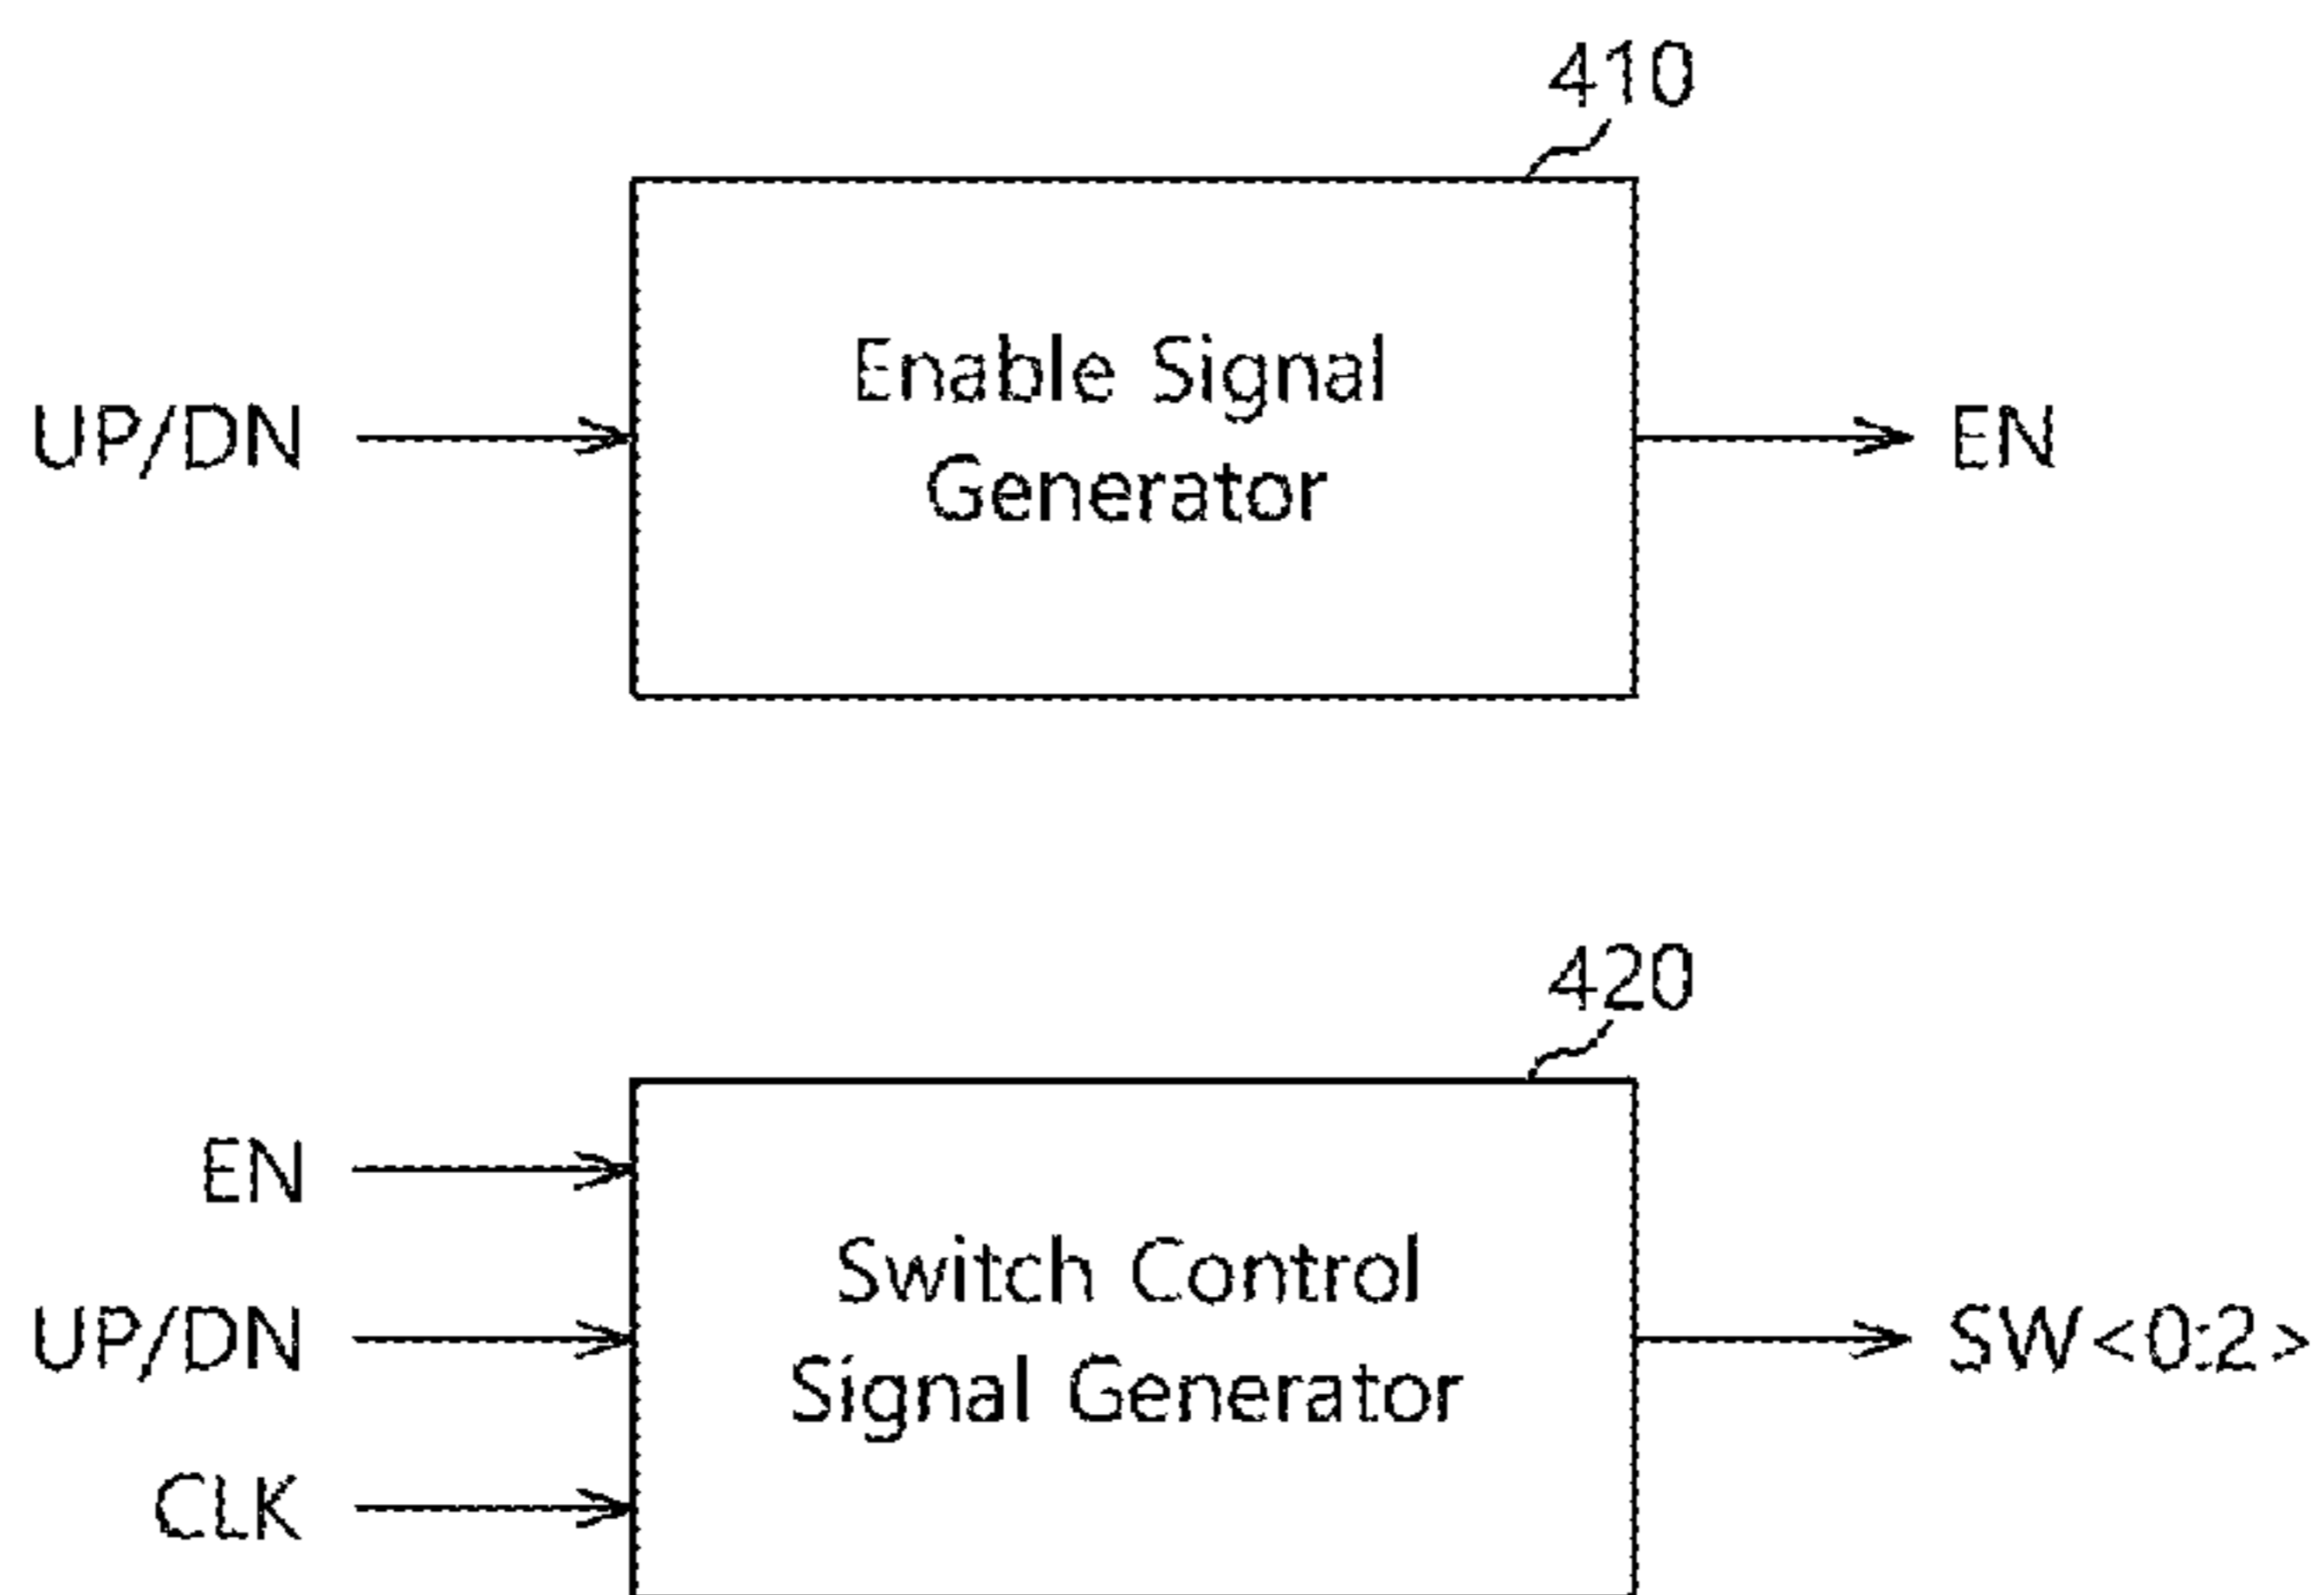 410
Enable Signal
Generator
UP/DN
EN
420
EN
UP/DN
CLK
Switch Control
Signal Generator
SW<0:2>